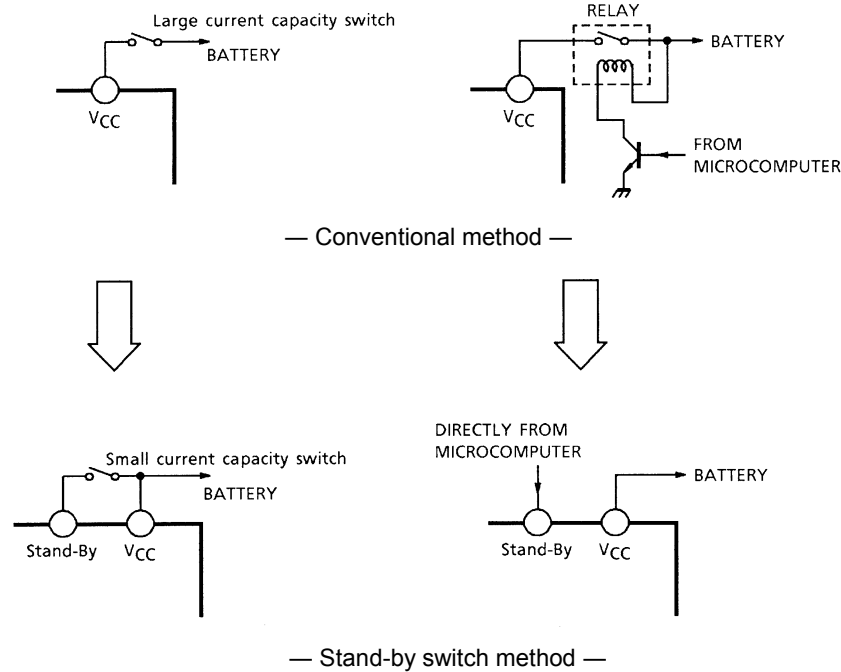 Large current capacity switch
BATTERY
VCC
RELAY
BATTERY
VCC
FROM
MICROCOMPUTER
— Conventional method —
Small current capacity switch
BATTERY
Stand-By
VCC
DIRECTLY FROM
MICROCOMPUTER
BATTERY
Stand-By
VCC
— Stand-by switch method —